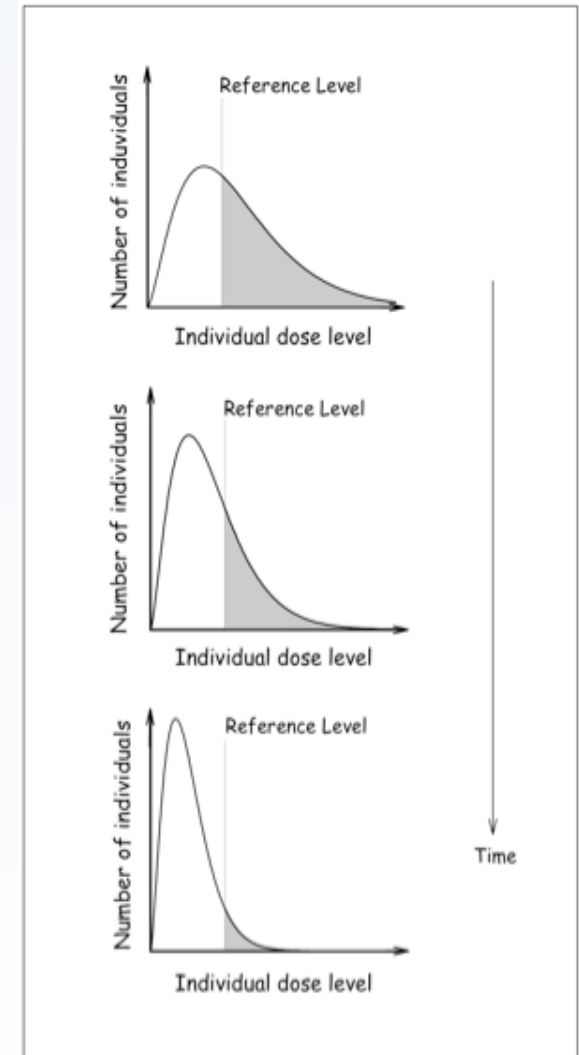 Reference Level
Number of induviduals
Individual dose level
Reference Level
Number of individuals
Individual dose level
Reference Level
Number of individuals
Individual dose level
Time